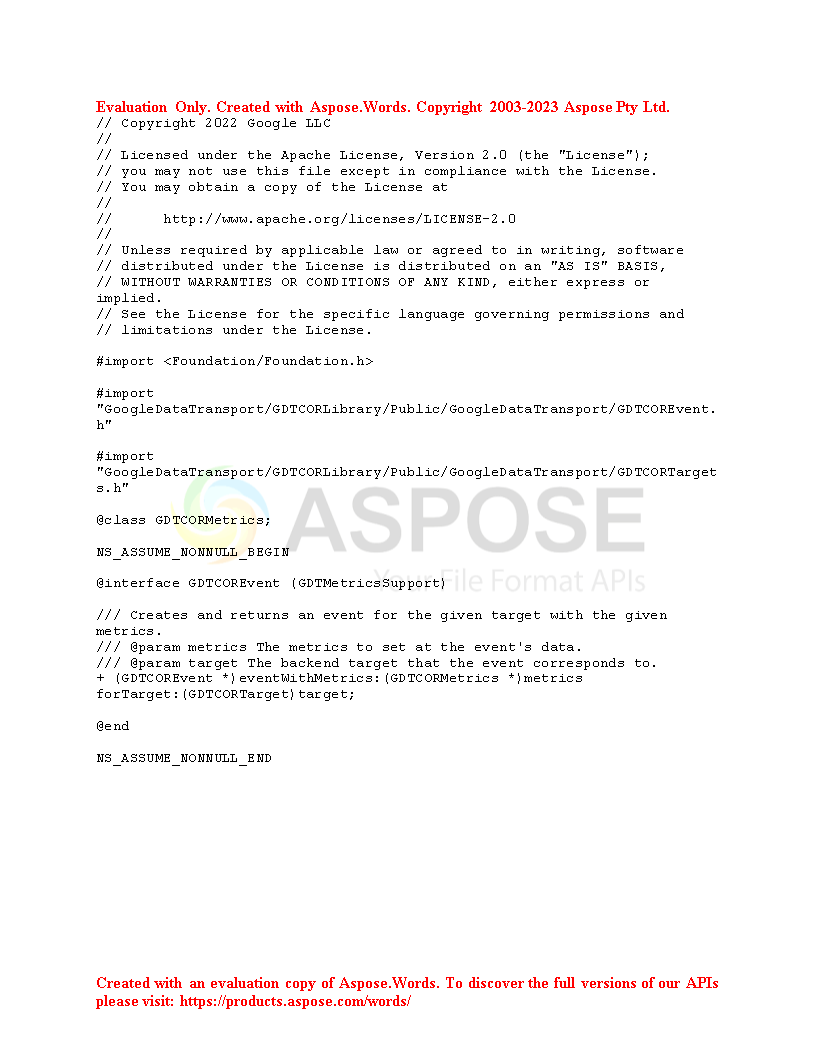 Evaluation Only. Created with Aspose.Words. Copyright 2003-2023 Aspose Pty Ltd.
// Copyright 2022 Google LLC
//
// Licensed under the Apache License, Version 2.0 (the "License");
// you may not use this file except in compliance with the License.
// You may obtain a copy of the License at
//
//      http://www.apache.org/licenses/LICENSE-2.0
//
// Unless required by applicable law or agreed to in writing, software
// distributed under the License is distributed on an "AS IS" BASIS,
// WITHOUT WARRANTIES OR CONDITIONS OF ANY KIND, either express or
implied.
// See the License for the specific language governing permissions and
// limitations under the License.
#import <Foundation/Foundation.h>
#import
"GoogleDataTransport/GDTCORLibrary/Public/GoogleDataTransport/GDTCOREvent.
h"
#import
"GoogleDataTransport/GDTCORLibrary/Public/GoogleDataTransport/GDTCORTarget
s.h"
@class GDTCORMetrics;
ASPOSE
NS_ASSUME_NONNULL_BEGIN
@interface GDTCOREvent (GDTMetricsSupport)
Your File Format APIs
/// Creates and returns an event for the given target with the given
metrics.
/// @param metrics The metrics to set at the event's data.
/// @param target The backend target that the event corresponds to.
+ (GDTCOREvent *)eventWithMetrics:(GDTCORMetrics *)metrics
forTarget:(GDTCORTarget)target;
@end
NS_ASSUME_NONNULL_END
Created with an evaluation copy of Aspose.Words. To discover the full versions of our APIs
please visit: https://products.aspose.com/words/